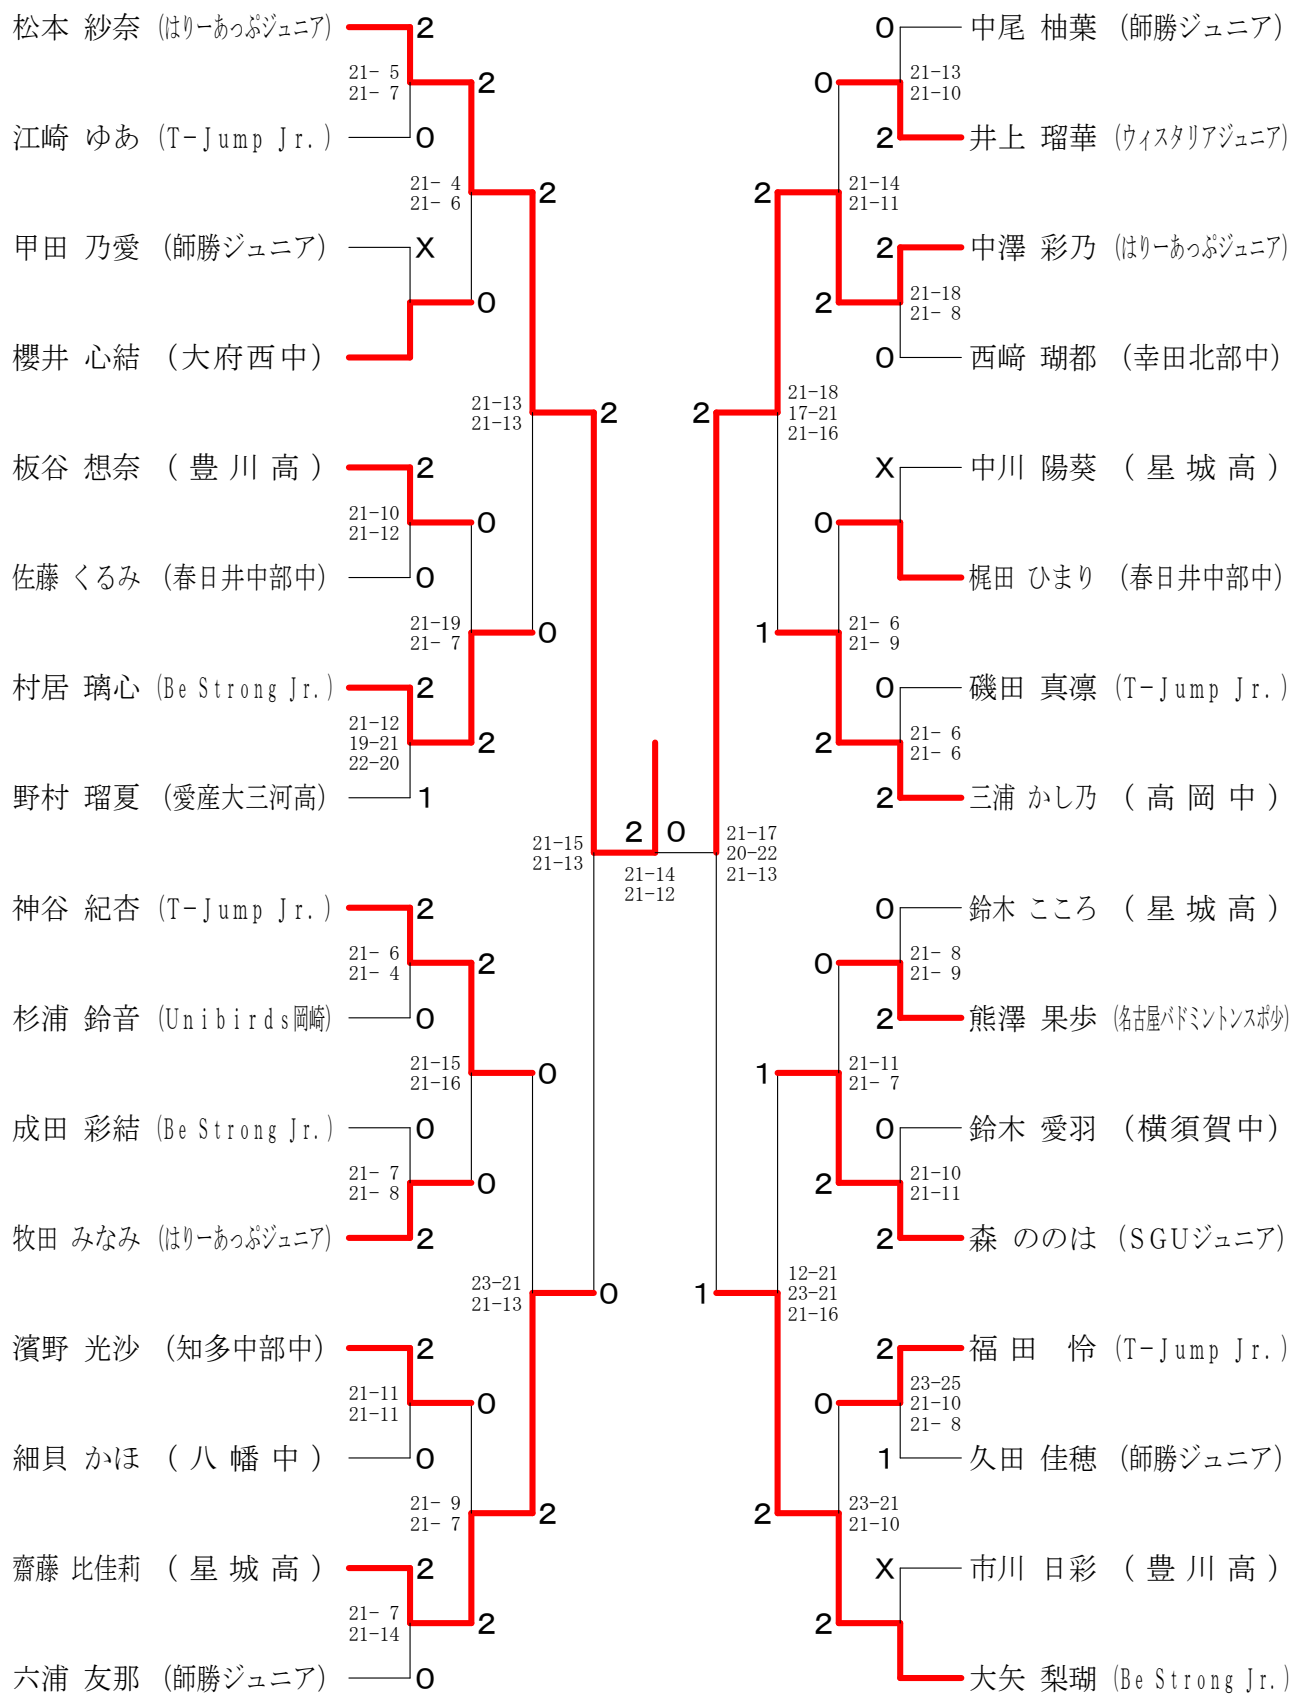 松本 紗奈 (はりーあっぷジュニア) 2
21- 5
21- 7
2
江崎 ゆあ (T-Jump Jr.) 0
21- 4
21- 6
2
甲田 乃愛 (師勝ジュニア) X
0
櫻井 心結 (大府西中)
21-13
21-13
2
板谷 想奈 (豊川高) 2
21-10
21-12
0
佐藤 くるみ (春日井中部中) 0
21-19
21- 7
0
村居 璃心 (Be Strong Jr.) 2
21-12
19-21
22-20
2
野村 瑠夏 (愛産大三河高) 1
21-15
21-13
神谷 紀杏 (T-Jump Jr.) 2
21- 6
21- 4
2
杉浦 鈴音 (Unibirds岡崎) 0
21-15
21-16
0
成田 彩結 (Be Strong Jr.) 0
21- 7
21- 8
0
牧田 みなみ (はりーあっぷジュニア) 2
23-21
21-13
0
濱野 光沙 (知多中部中) 2
21-11
21-11
0
細貝 かほ (八幡中) 0
21- 9
21- 7
2
齋藤 比佳莉 (星城高) 2
21- 7
21-14
2
六浦 友那 (師勝ジュニア) 0
2 0
21-14
21-12
0 中尾 柚葉 (師勝ジュニア)
0
21-13
21-10
2 井上 瑠華 (ウィスタリアジュニア)
2
21-14
21-11
2 中澤 彩乃 (はりーあっぷジュニア)
2
21-18
21- 8
0 西﨑 瑚都 (幸田北部中)
2
21-18
17-21
21-16
X 中川 陽葵 (星城高)
0
梶田 ひまり (春日井中部中)
1
21- 6
21- 9
0 磯田 真凛 (T-Jump Jr.)
2
21- 6
21- 6
2 三浦 かし乃 (高岡中)
21-17
20-22
21-13
0 鈴木 こころ (星城高)
0
21- 8
21- 9
2 熊澤 果歩 (名古屋バドミントンスポ少)
1
21-11
21- 7
0 鈴木 愛羽 (横須賀中)
2
21-10
21-11
2 森 ののは (SGUジュニア)
1
12-21
23-21
21-16
2 福田 怜 (T-Jump Jr.)
0
23-25
21-10
21- 8
1 久田 佳穂 (師勝ジュニア)
2
23-21
21-10
X 市川 日彩 (豊川高)
2
大矢 梨瑚 (Be Strong Jr.)